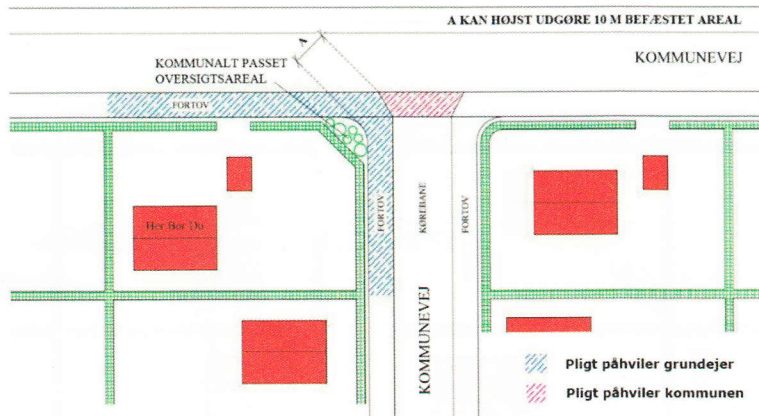 A KAN HØJST UDGØRE 10 M BEFÆSTET AREAL
KOMMUNEVEJ
A
KOMMUNALT PASSET
OVERSIGTSAREAL
FORTOV
FORTOV
KØREBANE
FORTOV
Her Bor Du
KOMMUNEVEJ
Pligt påhviler grundejer
Pligt påhviler kommunen